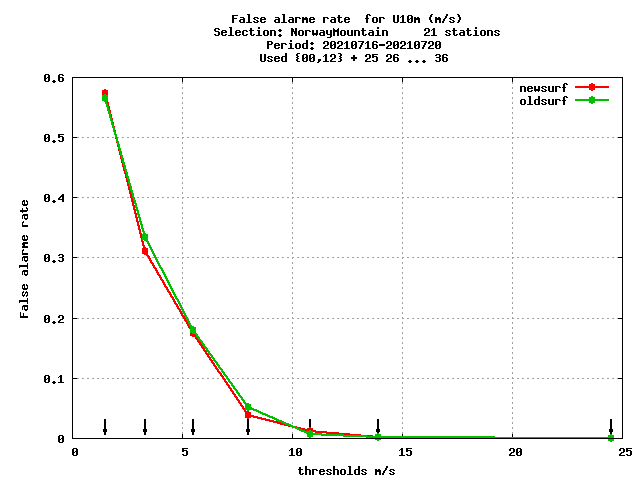 False alarme rate  for U10m (m/s)
Selection: NorwayMountain     21 stations
Period: 20210716-20210720
Used {00,12} + 25 26 ... 36
newsurf
oldsurf
0.6
0.5
0.4
0.3
0.2
0.1
0
False alarme rate
0 5 10 15 20 25
thresholds m/s